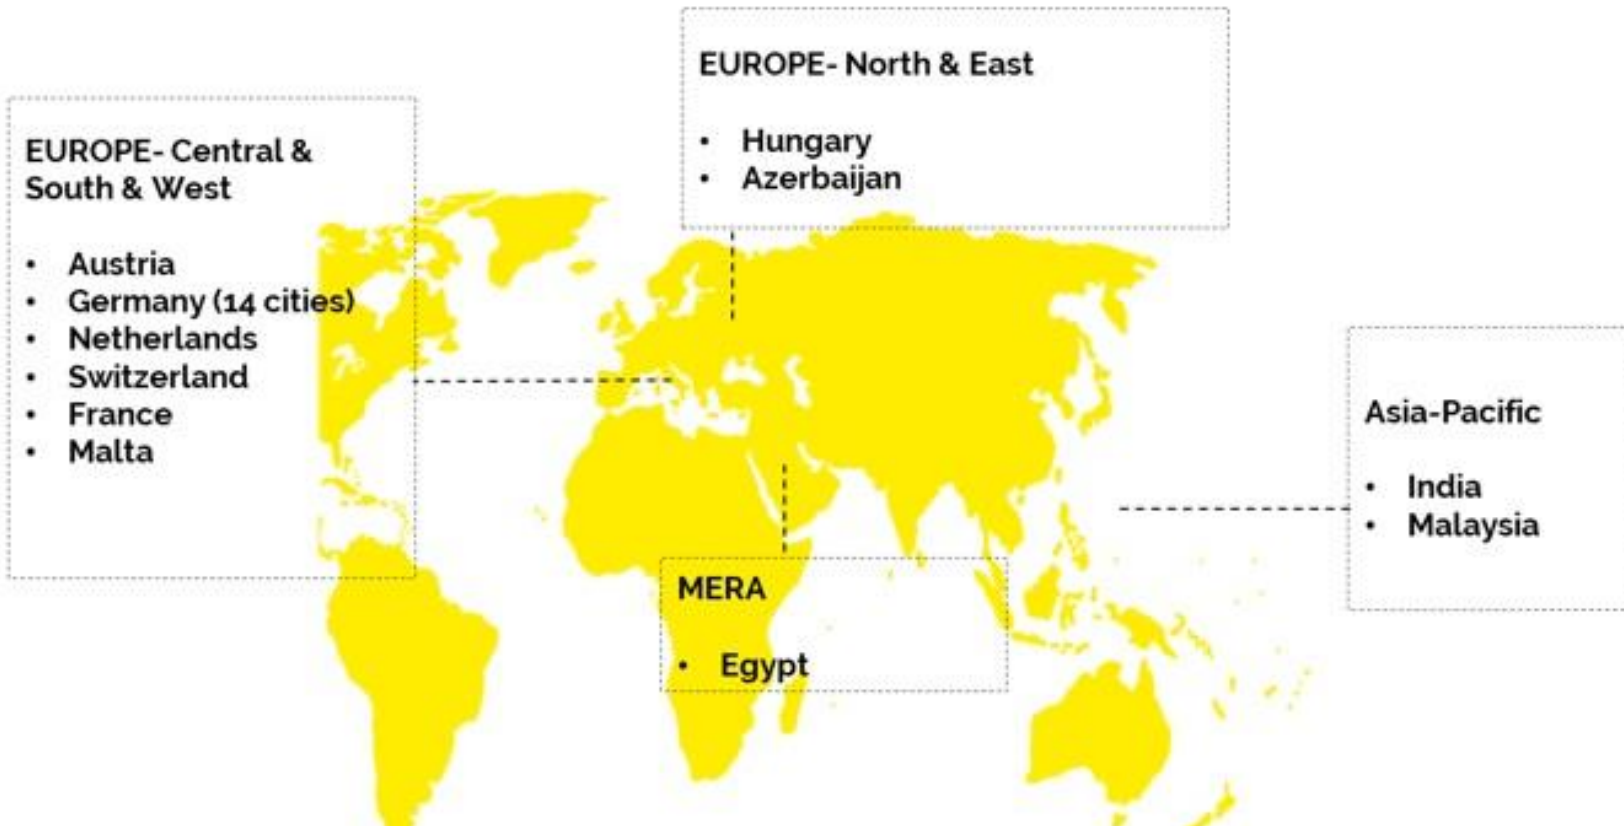 EUROPE- Central &
South & West
• Austria
• Germany (14 cities)
• Netherlands
• Switzerland
• France
• Malta
EUROPE- North & East
• Hungary
• Azerbaijan
MERA
• Egypt
Asia-Pacific
• India
• Malaysia